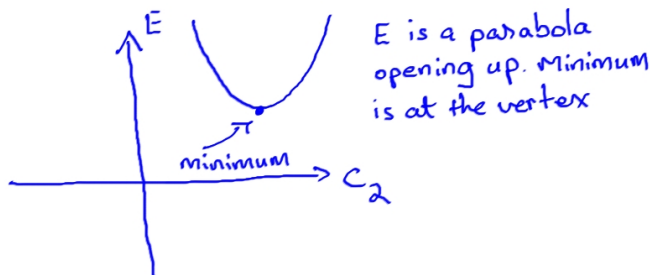 E
E is a parabola
opening up. Minimum
is at the vertex
minimum
C₂